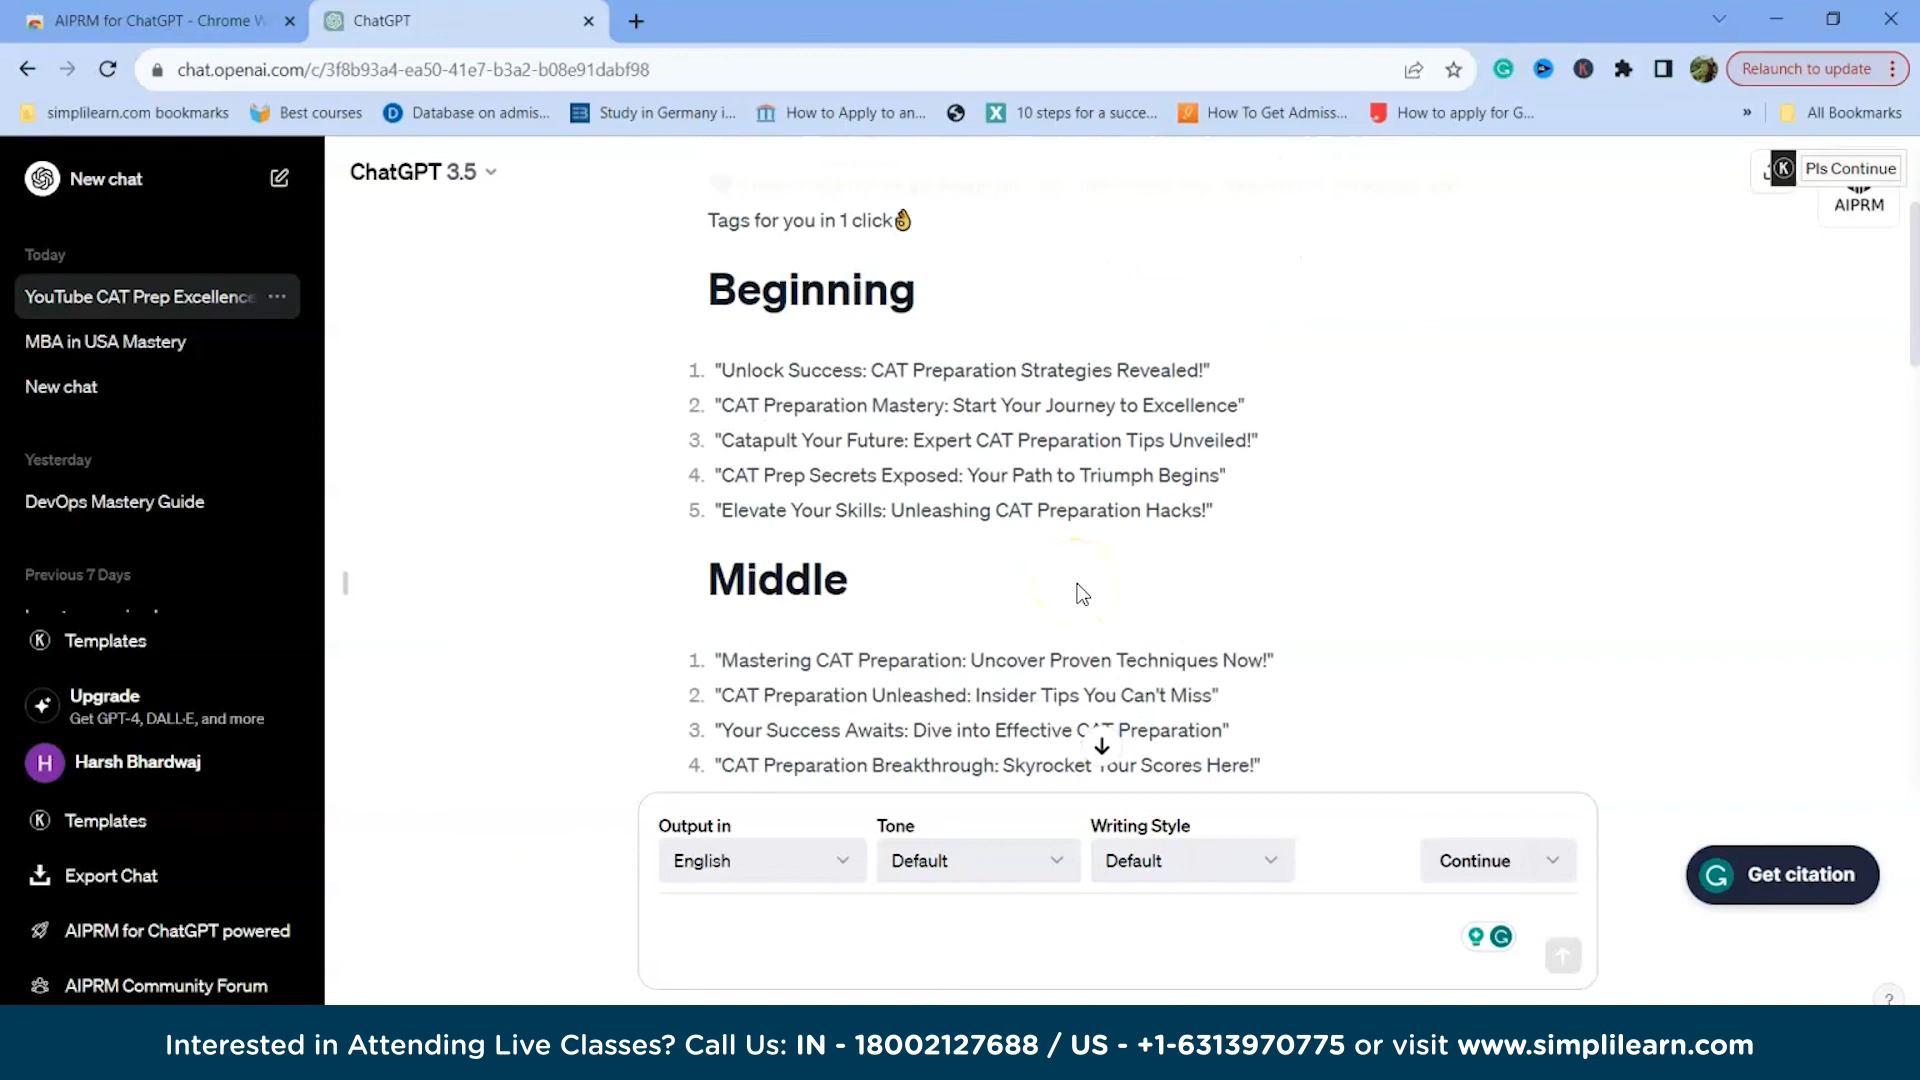 AIPRM for ChatGPT - Chrome W
ChatGPT
chat.openai.com/c/3f8b93a4-ea50-41e7-b3a2-b08e91dabf98
Relaunch to update
simplilearn.com bookmarks
Best courses
Database on admis...
Study in Germany i...
How to Apply to an...
10 steps for a succe...
How To Get Admiss...
How to apply for G...
»
All Bookmarks
New chat
Today
YouTube CAT Prep Excellence
MBA in USA Mastery
New chat
Yesterday
DevOps Mastery Guide
Previous 7 Days
Templates
Upgrade
Get GPT-4, DALL·E, and more
H
Harsh Bhardwaj
Templates
Export Chat
AIPRM for ChatGPT powered
AIPRM Community Forum
ChatGPT 3.5
K
Pls Continue
AIPRM
Tags for you in 1 click👌
Beginning
1. "Unlock Success: CAT Preparation Strategies Revealed!"
2. "CAT Preparation Mastery: Start Your Journey to Excellence"
3. "Catapult Your Future: Expert CAT Preparation Tips Unveiled!"
4. "CAT Prep Secrets Exposed: Your Path to Triumph Begins"
5. "Elevate Your Skills: Unleashing CAT Preparation Hacks!"
Middle
1. "Mastering CAT Preparation: Uncover Proven Techniques Now!"
2. "CAT Preparation Unleashed: Insider Tips You Can't Miss"
3. "Your Success Awaits: Dive into Effective CAT Preparation"
4. "CAT Preparation Breakthrough: Skyrocket Your Scores Here!"
Output in
Tone
Writing Style
English
Default
Default
Continue
Get citation
?
Interested in Attending Live Classes? Call Us: IN - 18002127688 / US - +1-6313970775 or visit www.simplilearn.com